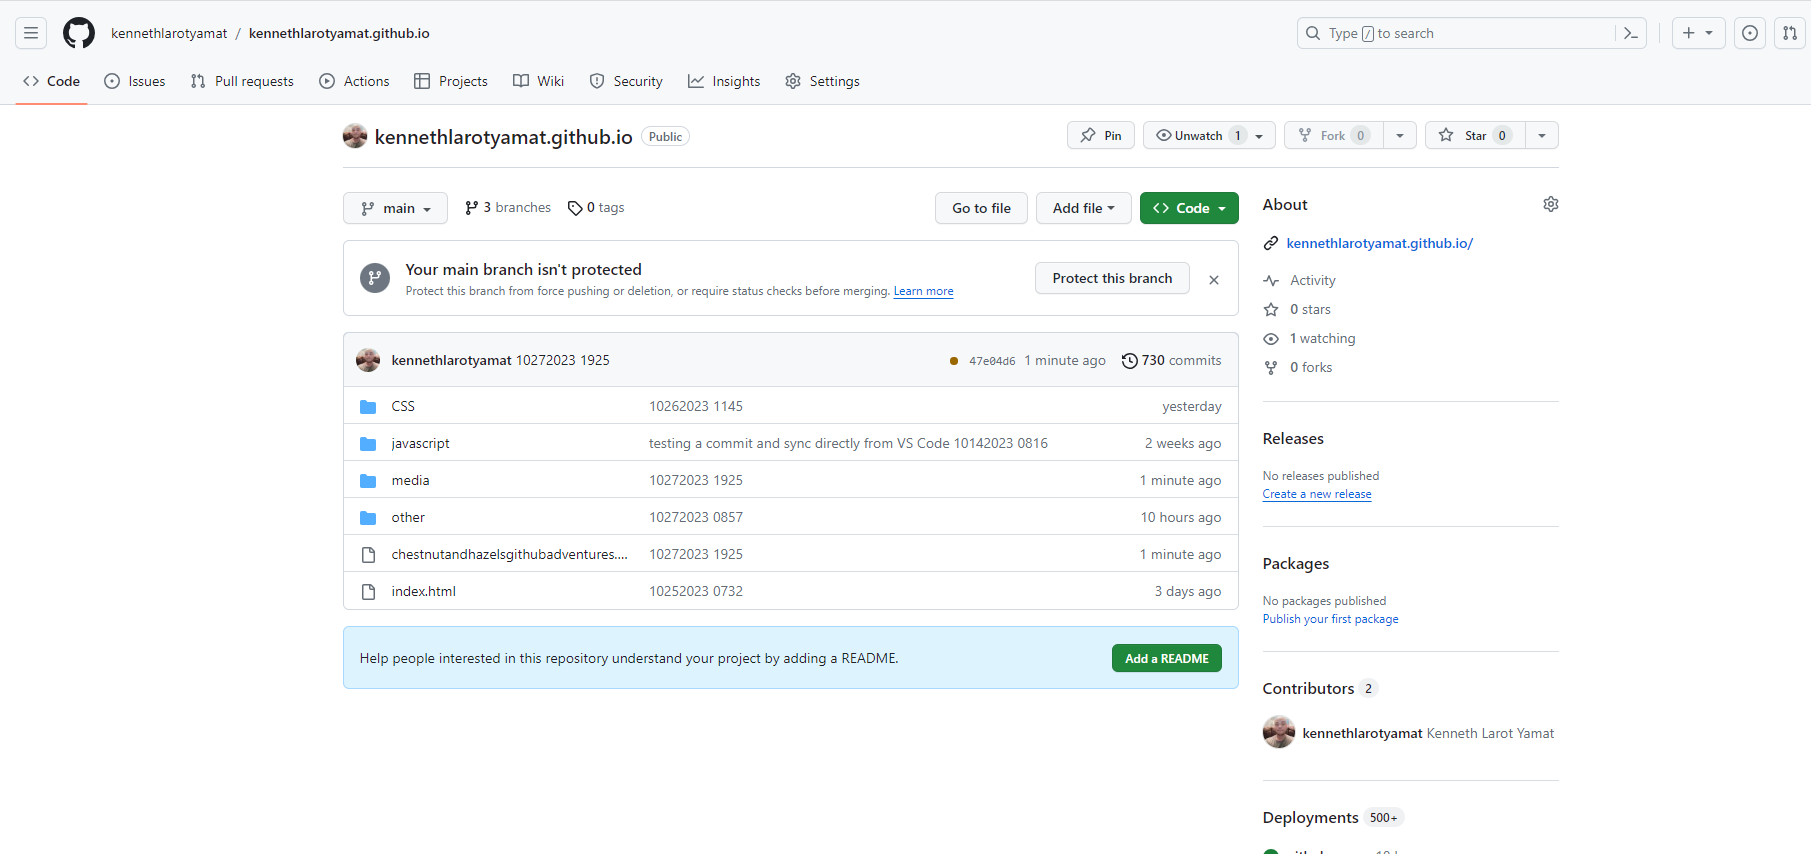 kennethlarotyamat / kennethlarotyamat.github.io
Type / to search
Code Issues Pull requests Actions Projects Wiki Security Insights Settings
kennethlarotyamat.github.io Public
Pin Unwatch 1 Fork 0 Star 0
main 3 branches 0 tags Go to file Add file Code
Your main branch isn't protected
Protect this branch from force pushing or deletion, or require status checks before merging. Learn more
Protect this branch
kennethlarotyamat 10272023 1925 47e04d6 1 minute ago 730 commits
CSS 10262023 1145 yesterday
javascript testing a commit and sync directly from VS Code 10142023 0816 2 weeks ago
media 10272023 1925 1 minute ago
other 10272023 0857 10 hours ago
chestnutandhazelsgithubadventures.... 10272023 1925 1 minute ago
index.html 10252023 0732 3 days ago
Help people interested in this repository understand your project by adding a README. Add a README
About
kennethlarotyamat.github.io/
Activity
0 stars
1 watching
0 forks
Releases
No releases published
Create a new release
Packages
No packages published
Publish your first package
Contributors 2
kennethlarotyamat Kenneth Larot Yamat
Deployments 500+